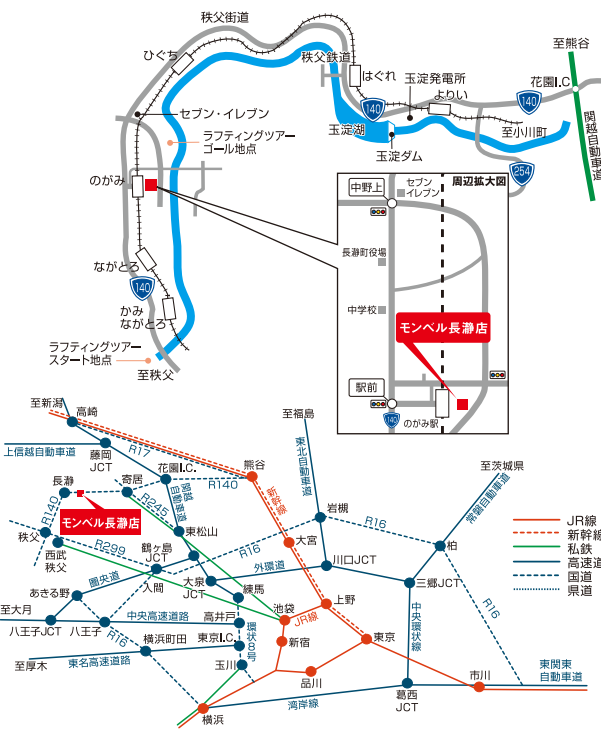 秩父街道
ひぐち
秩父鉄道
はぐれ
至熊谷
玉淀発電所
花園I.C
よりい
140
140
セブン・イレブン
玉淀湖
至小川町
関越自動車道
ラフティングツアー
ゴール地点
玉淀ダム
254
のがみ
中野上
セブン
イレブン
周辺拡大図
長瀞町役場
ながとろ
140
中学校
かみ
ながとろ
モンベル長瀞店
ラフティングツアー
スタート地点
至秩父
駅前
140
のがみ駅
至新潟
高崎
至福島
上信越自動車道
藤岡
JCT
R17
花園I.C
熊谷
東北自動車道
至茨城県
長瀞
寄居
R140
新幹線
常磐自動車道
R140
R245
関越
自動車道
岩槻
モンベル長瀞店
R16
秩父
東松山
大宮
柏
JR線
新幹線
私鉄
高速道
国道
県道
西武
秩父
R299
鶴ヶ島
JCT
R16
外環道
川口JCT
圏央道
大泉
JCT
練馬
三郷JCT
R16
あきる野
入間
至大月
中央高速道路
高井戸
池袋
上野
八王子JCT
八王子
JR線
中央環状線
R16
横浜町田
東京I.C
環状8号
新宿
東京
至厚木
東名高速道路
玉川
品川
市川
東関東
自動車道
横浜
湾岸線
葛西
JCT